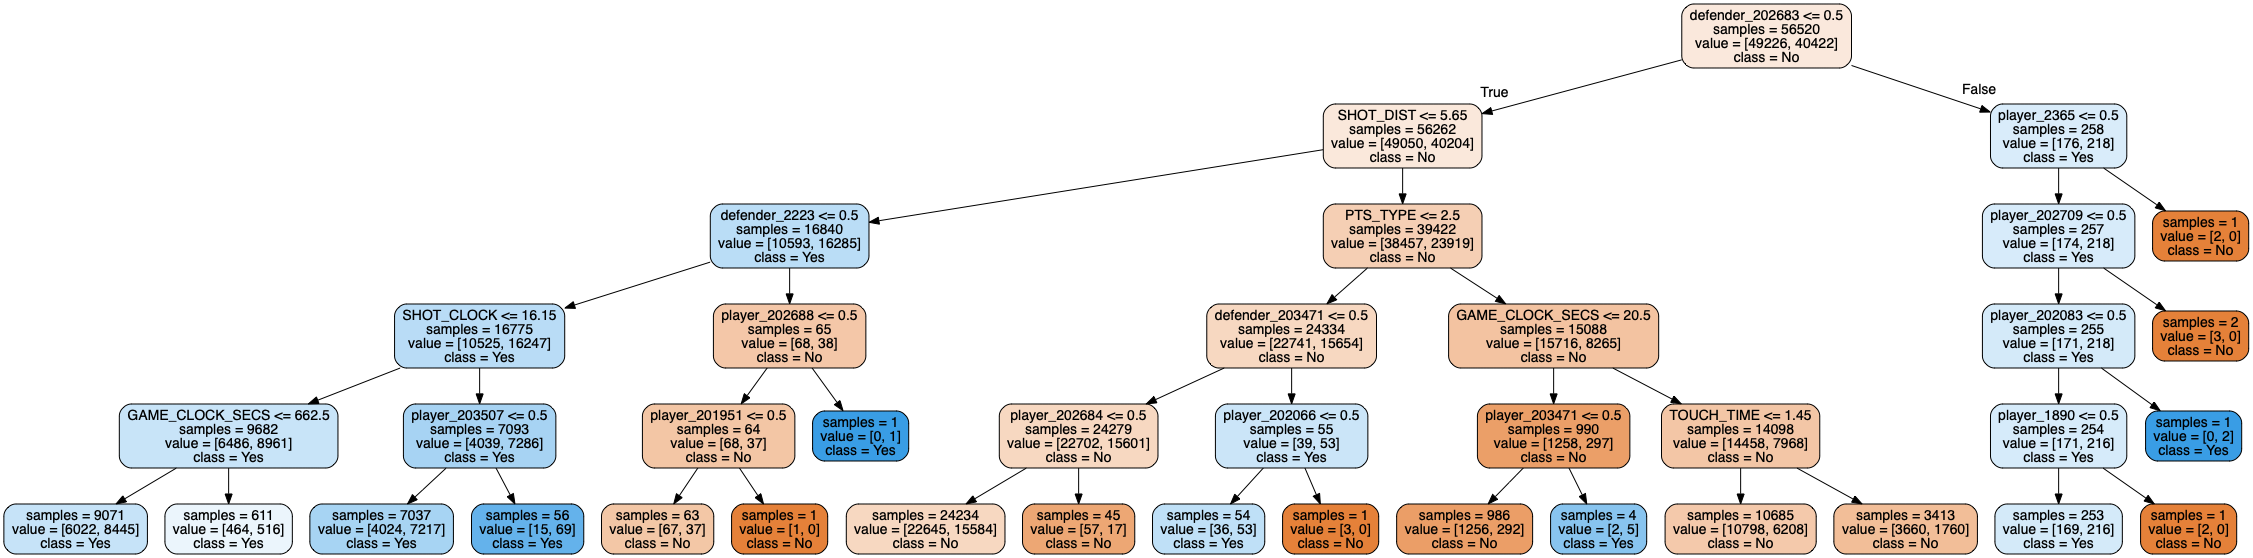 defender_202683 <= 0.5
samples = 56520
value = [49226, 40422]
class = No
True
False
SHOT_DIST <= 5.65
samples = 56262
value = [49050, 40204]
class = No
player_2365 <= 0.5
samples = 258
value = [176, 218]
class = Yes
defender_2223 <= 0.5
samples = 16840
value = [10593, 16285]
class = Yes
PTS_TYPE <= 2.5
samples = 39422
value = [38457, 23919]
class = No
player_202709 <= 0.5
samples = 257
value = [174, 218]
class = Yes
samples = 1
value = [2, 0]
class = No
SHOT_CLOCK <= 16.15
samples = 16775
value = [10525, 16247]
class = Yes
player_202688 <= 0.5
samples = 65
value = [68, 38]
class = No
defender_203471 <= 0.5
samples = 24334
value = [22741, 15654]
class = No
GAME_CLOCK_SECS <= 20.5
samples = 15088
value = [15716, 8265]
class = No
player_202083 <= 0.5
samples = 255
value = [171, 218]
class = Yes
samples = 2
value = [3, 0]
class = No
GAME_CLOCK_SECS <= 662.5
samples = 9682
value = [6486, 8961]
class = Yes
player_203507 <= 0.5
samples = 7093
value = [4039, 7286]
class = Yes
player_201951 <= 0.5
samples = 64
value = [68, 37]
class = No
samples = 1
value = [0, 1]
class = Yes
player_202684 <= 0.5
samples = 24279
value = [22702, 15601]
class = No
player_202066 <= 0.5
samples = 55
value = [39, 53]
class = Yes
player_203471 <= 0.5
samples = 990
value = [1258, 297]
class = No
TOUCH_TIME <= 1.45
samples = 14098
value = [14458, 7968]
class = No
player_1890 <= 0.5
samples = 254
value = [171, 216]
class = Yes
samples = 1
value = [0, 2]
class = Yes
samples = 9071
value = [6022, 8445]
class = Yes
samples = 611
value = [464, 516]
class = Yes
samples = 7037
value = [4024, 7217]
class = Yes
samples = 56
value = [15, 69]
class = Yes
samples = 63
value = [67, 37]
class = No
samples = 1
value = [1, 0]
class = No
samples = 24234
value = [22645, 15584]
class = No
samples = 45
value = [57, 17]
class = No
samples = 54
value = [36, 53]
class = Yes
samples = 1
value = [3, 0]
class = No
samples = 986
value = [1256, 292]
class = No
samples = 4
value = [2, 5]
class = Yes
samples = 10685
value = [10798, 6208]
class = No
samples = 3413
value = [3660, 1760]
class = No
samples = 253
value = [169, 216]
class = Yes
samples = 1
value = [2, 0]
class = No